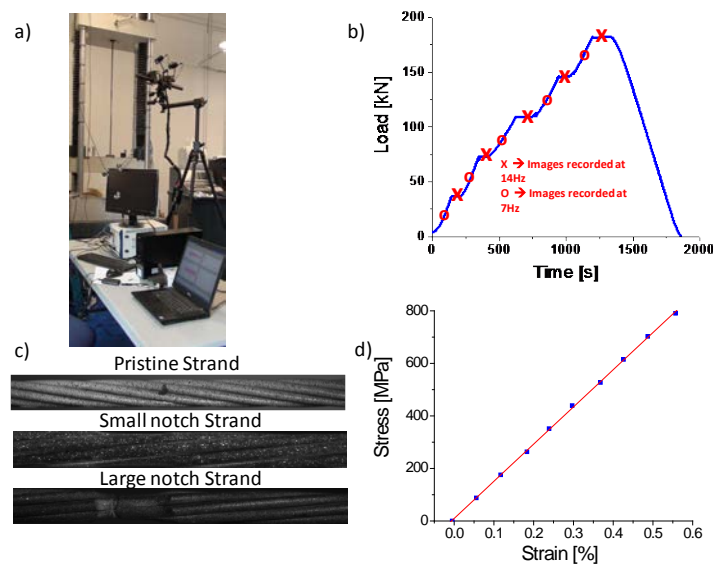 a)
b)
200
150
100
50
0
Load [kN]
X → Images recorded at
14Hz
O → Images recorded at
7Hz
0 500 1000 1500 2000
Time [s]
c)
Pristine Strand
Small notch Strand
Large notch Strand
d)
800
600
400
200
0
Stress [MPa]
0.0 0.1 0.2 0.3 0.4 0.5 0.6
Strain [%]